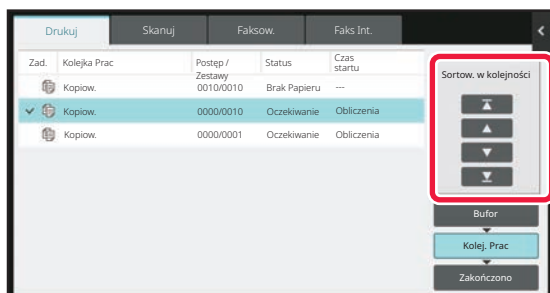 Drukuj Skanuj Faksow. Faks Int.
Zad. Kolejka Prac Postęp / Zestawy Status Czas startu
Kopiow. 0010/0010 Brak Papieru ---
Kopiow. 0000/0010 Oczekiwanie Obliczenia
Kopiow. 0000/0001 Oczekiwanie Obliczenia
Sortow. w kolejności
Bufor
Kolej. Prac
Zakończono